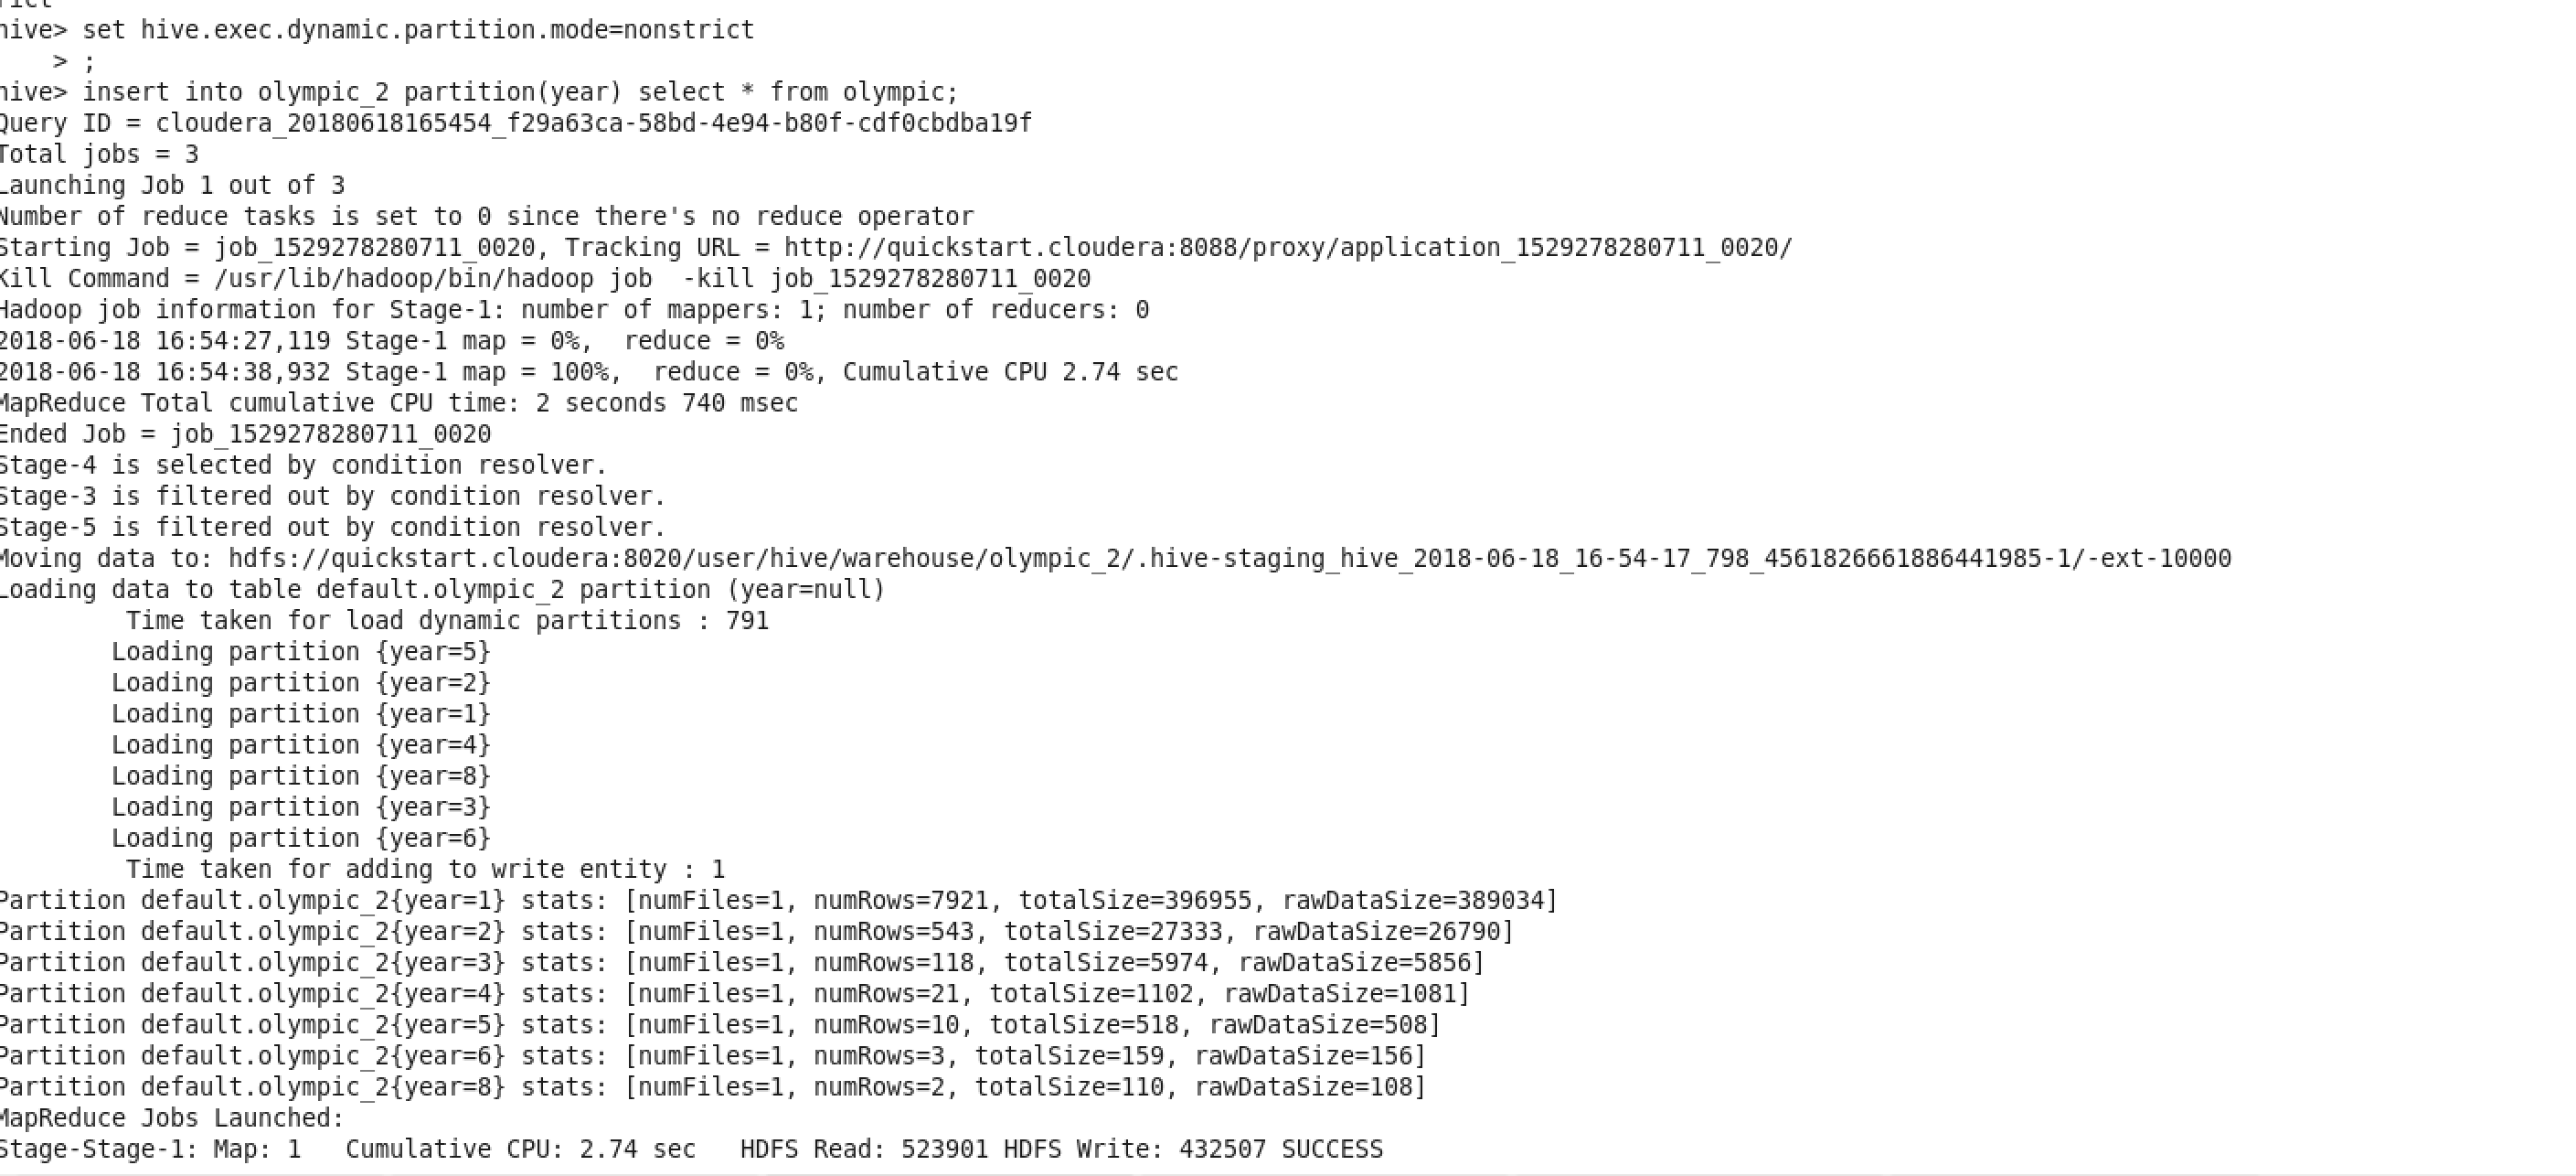 rict
hive> set hive.exec.dynamic.partition.mode=nonstrict
> ;
hive> insert into olympic_2 partition(year) select * from olympic;
Query ID = cloudera_20180618165454_f29a63ca-58bd-4e94-b80f-cdf0cbdba19f
Total jobs = 3
Launching Job 1 out of 3
Number of reduce tasks is set to 0 since there's no reduce operator
Starting Job = job_1529278280711_0020, Tracking URL = http://quickstart.cloudera:8088/proxy/application_1529278280711_0020/
Kill Command = /usr/lib/hadoop/bin/hadoop job  -kill job_1529278280711_0020
Hadoop job information for Stage-1: number of mappers: 1; number of reducers: 0
2018-06-18 16:54:27,119 Stage-1 map = 0%,  reduce = 0%
2018-06-18 16:54:38,932 Stage-1 map = 100%,  reduce = 0%, Cumulative CPU 2.74 sec
MapReduce Total cumulative CPU time: 2 seconds 740 msec
Ended Job = job_1529278280711_0020
Stage-4 is selected by condition resolver.
Stage-3 is filtered out by condition resolver.
Stage-5 is filtered out by condition resolver.
Moving data to: hdfs://quickstart.cloudera:8020/user/hive/warehouse/olympic_2/.hive-staging_hive_2018-06-18_16-54-17_798_4561826661886441985-1/-ext-10000
Loading data to table default.olympic_2 partition (year=null)
Time taken for load dynamic partitions : 791
Loading partition {year=5}
Loading partition {year=2}
Loading partition {year=1}
Loading partition {year=4}
Loading partition {year=8}
Loading partition {year=3}
Loading partition {year=6}
Time taken for adding to write entity : 1
Partition default.olympic_2{year=1} stats: [numFiles=1, numRows=7921, totalSize=396955, rawDataSize=389034]
Partition default.olympic_2{year=2} stats: [numFiles=1, numRows=543, totalSize=27333, rawDataSize=26790]
Partition default.olympic_2{year=3} stats: [numFiles=1, numRows=118, totalSize=5974, rawDataSize=5856]
Partition default.olympic_2{year=4} stats: [numFiles=1, numRows=21, totalSize=1102, rawDataSize=1081]
Partition default.olympic_2{year=5} stats: [numFiles=1, numRows=10, totalSize=518, rawDataSize=508]
Partition default.olympic_2{year=6} stats: [numFiles=1, numRows=3, totalSize=159, rawDataSize=156]
Partition default.olympic_2{year=8} stats: [numFiles=1, numRows=2, totalSize=110, rawDataSize=108]
MapReduce Jobs Launched:
Stage-Stage-1: Map: 1   Cumulative CPU: 2.74 sec   HDFS Read: 523901 HDFS Write: 432507 SUCCESS